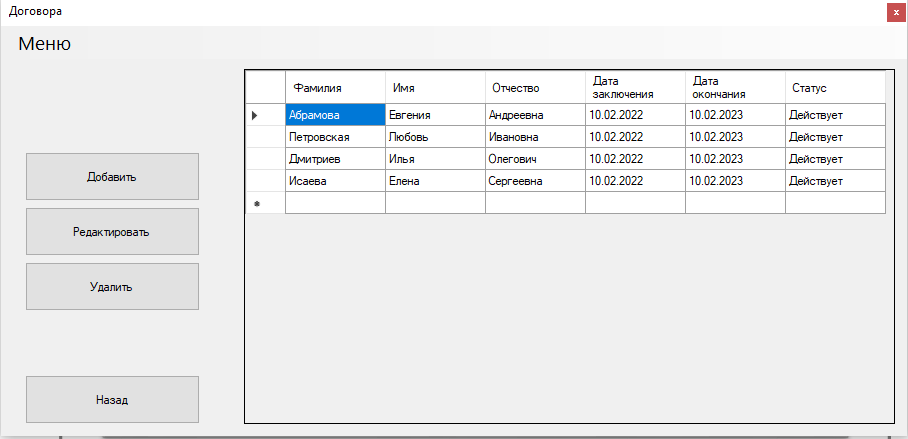 Договора
x
Меню
Фамилия Имя Отчество Дата заключения Дата окончания Статус
Абрамова Евгения Андреевна 10.02.2022 10.02.2023 Действует
Петровская Любовь Ивановна 10.02.2022 10.02.2023 Действует
Дмитриев Илья Олегович 10.02.2022 10.02.2023 Действует
Исаева Елена Сергеевна 10.02.2022 10.02.2023 Действует
Добавить
Редактировать
Удалить
Назад